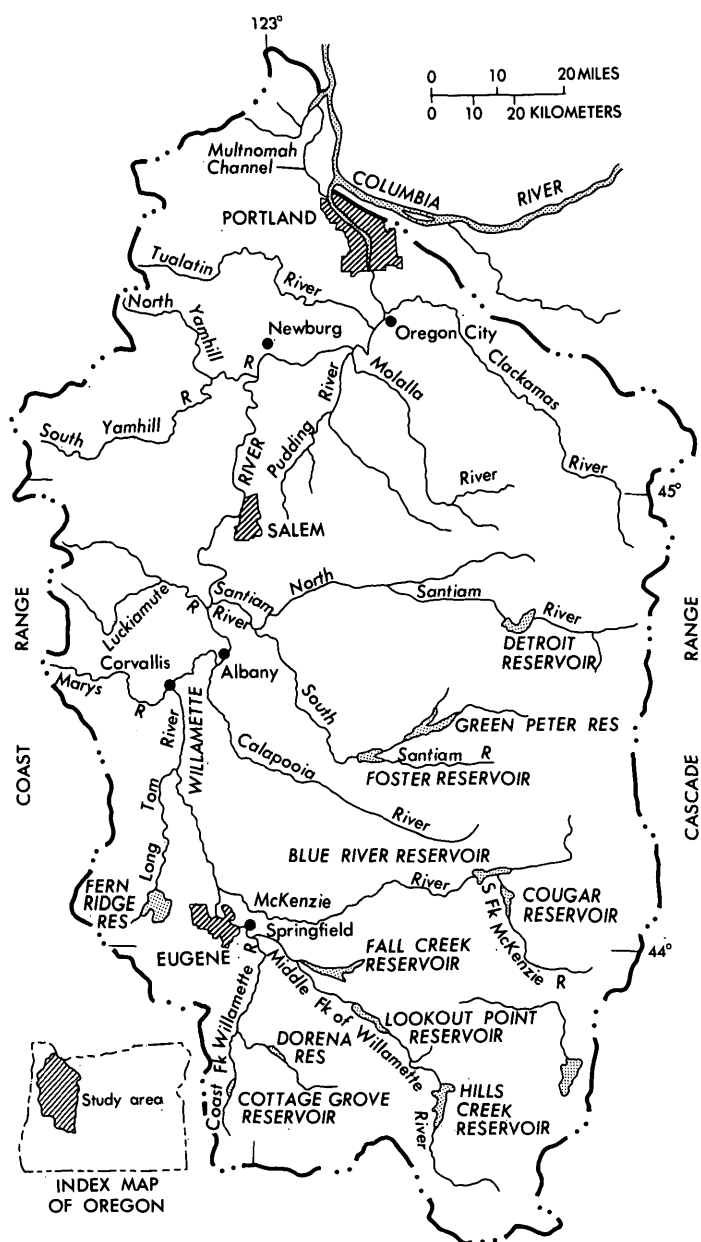 123°
0 10 20 MILES
0 10 20 KILOMETERS
Multnomah
Channel
COLUMBIA RIVER
PORTLAND
Tualatin River
North Yamhill R
Newburg
Oregon City
Clackamas River
Molalla River
Pudding River
South Yamhill R
RIVER
45°
SALEM
North Santiam River
Santiam River
Luckiamute R
DETROIT
RESERVOIR
COAST RANGE
CASCADE RANGE
Corvallis
Albany
Marys R
WILLAMETTE
South Santiam R
GREEN PETER RES
FOSTER RESERVOIR
Calapooia River
Long Tom River
BLUE RIVER RESERVOIR
FERN
RIDGE
RES
McKenzie River
S Fk McKenzie R
COUGAR
RESERVOIR
EUGENE
Springfield
44°
FALL CREEK
RESERVOIR
Coast Fk Willamette R
Middle Fk of Willamette River
LOOKOUT POINT
RESERVOIR
DORENA
RES
COTTAGE GROVE
RESERVOIR
HILLS
CREEK
RESERVOIR
Study area
INDEX MAP
OF OREGON